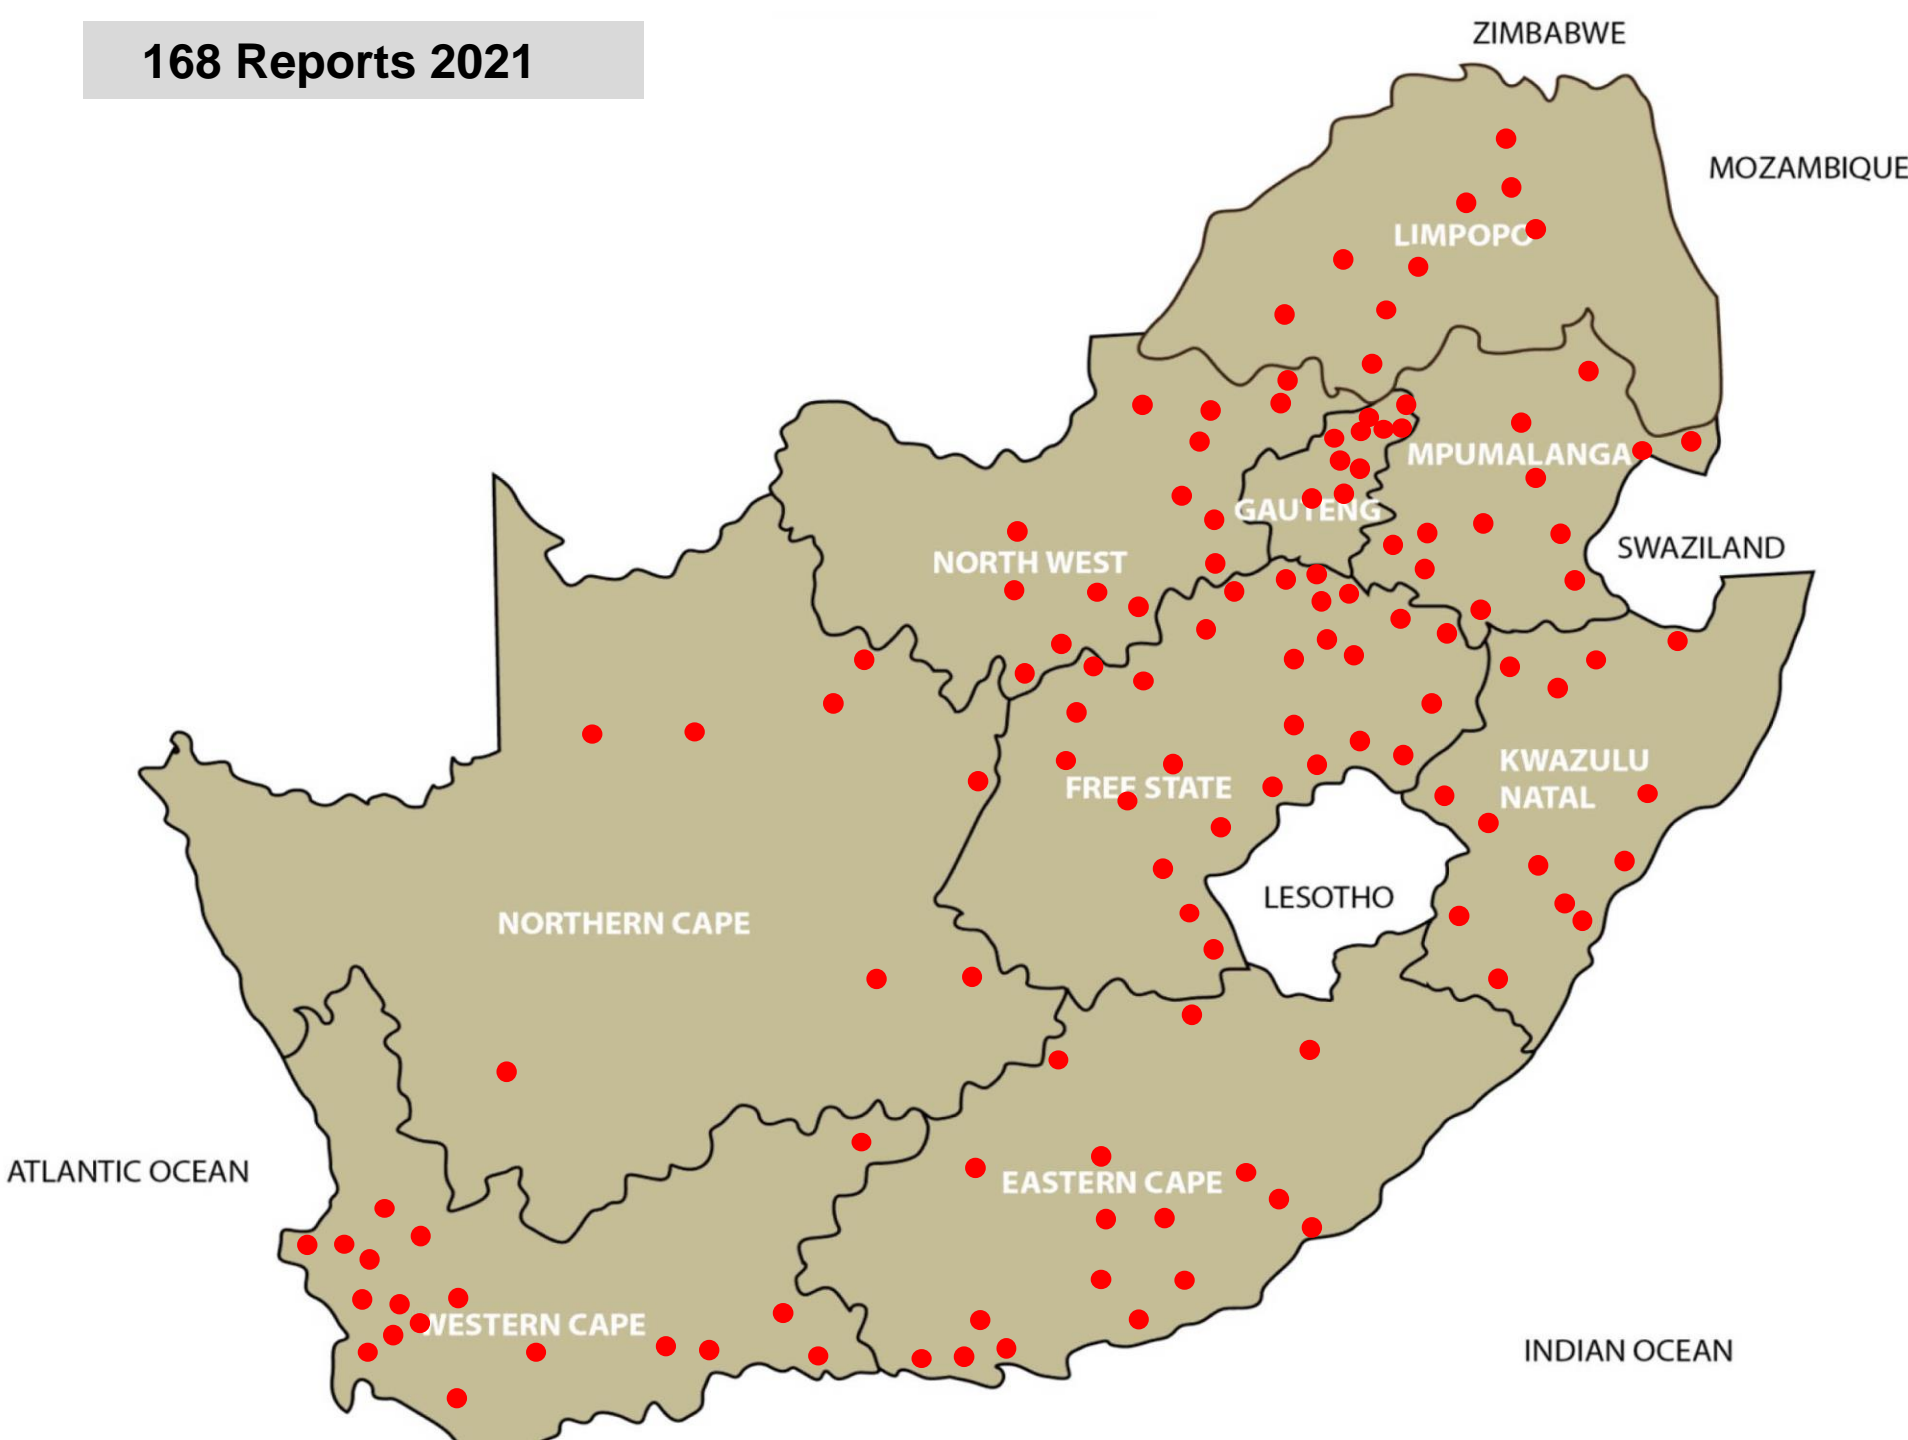 168 Reports 2021
ZIMBABWE
MOZAMBIQUE
LIMPOPO
MPUMALANGA
GAUTENG
SWAZILAND
NORTH WEST
KWAZULU
NATAL
FREE STATE
LESOTHO
NORTHERN CAPE
ATLANTIC OCEAN
EASTERN CAPE
WESTERN CAPE
INDIAN OCEAN